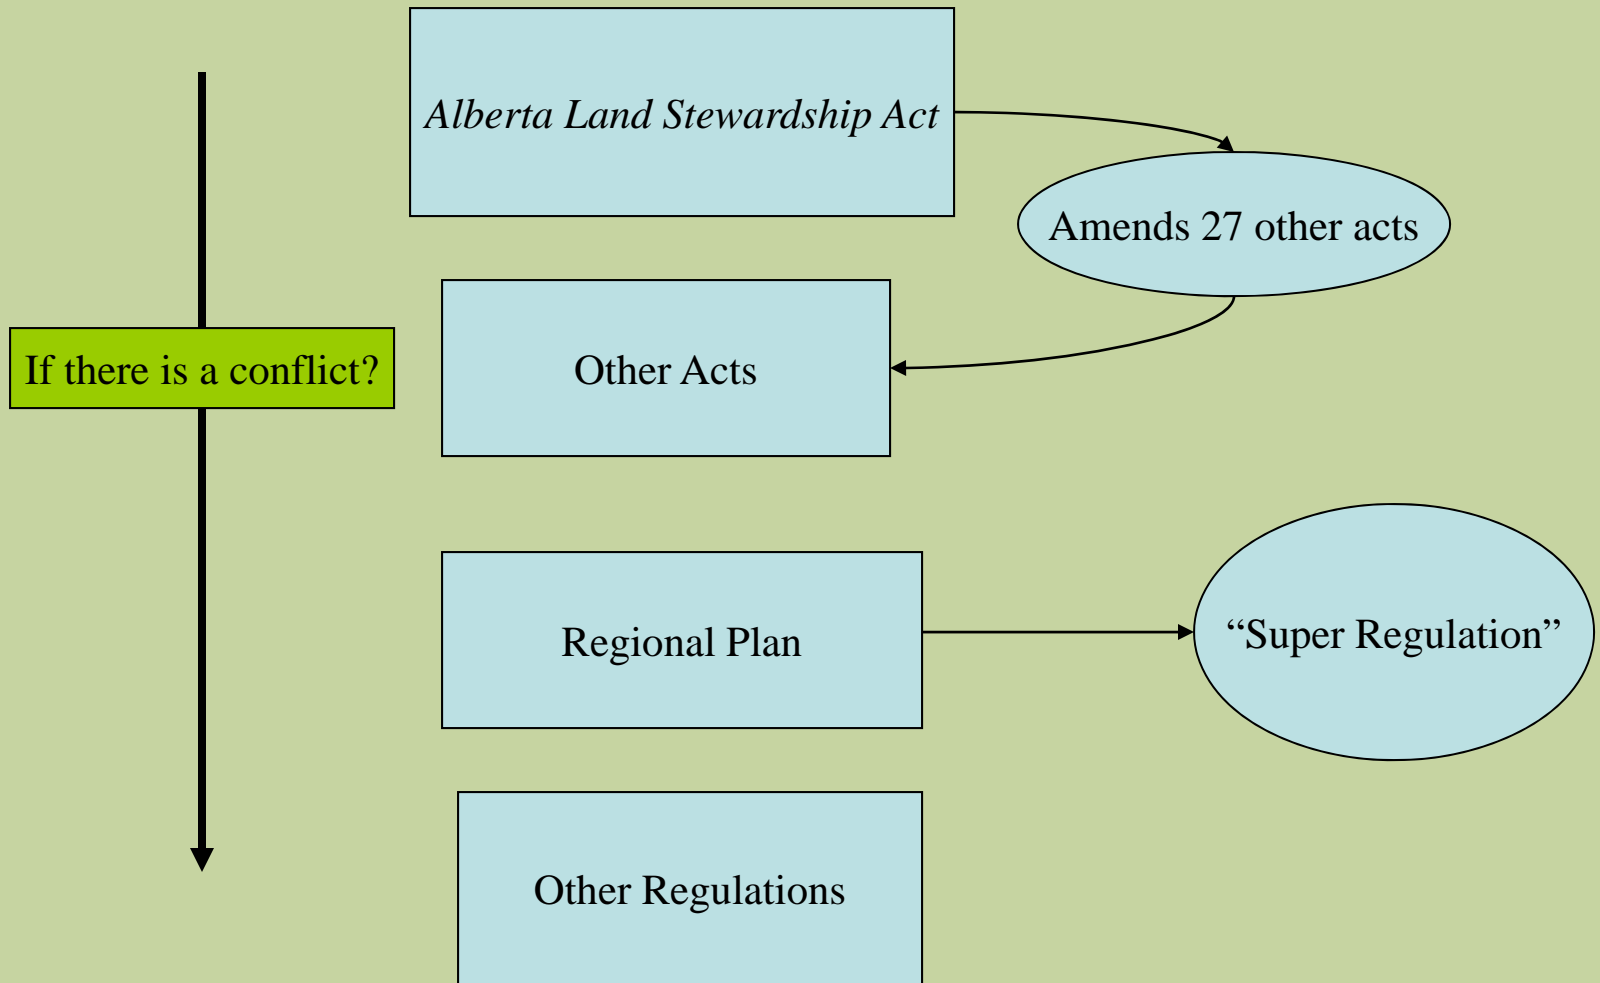 Alberta Land Stewardship Act
Amends 27 other acts
If there is a conflict?
Other Acts
Regional Plan
“Super Regulation”
Other Regulations